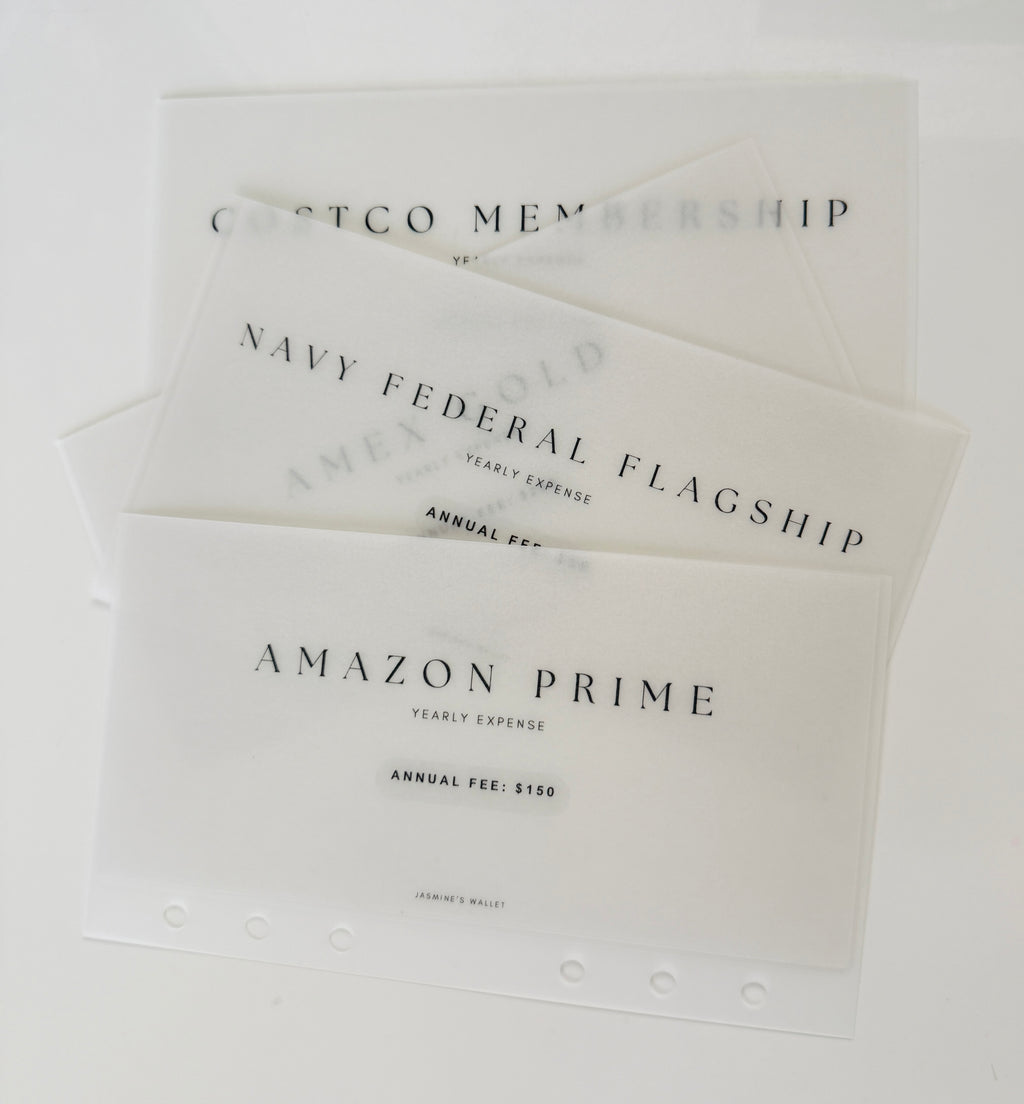 COSTCO MEMBERSHIP
YEARLY EXPENSE
AMEX GOLD
YEARLY EXPENSE
NAVY FEDERAL FLAGSHIP
YEARLY EXPENSE
ANNUAL FEE:
AMAZON PRIME
YEARLY EXPENSE
ANNUAL FEE: $150
JASMINE'S WALLET